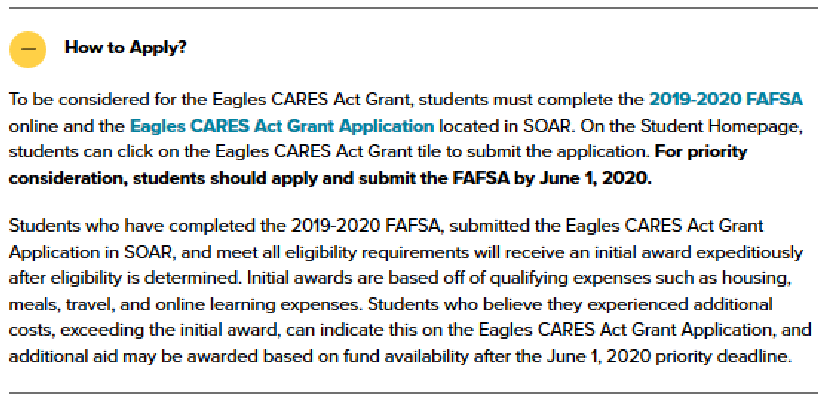 How to Apply?
To be considered for the Eagles CARES Act Grant, students must complete the 2019-2020 FAFSA
online and the Eagles CARES Act Grant Application located in SOAR. On the Student Homepage,
students can click on the Eagles CARES Act Grant tile to submit the application. For priority
consideration, students should apply and submit the FAFSA by June 1, 2020.
Students who have completed the 2019-2020 FAFSA, submitted the Eagles CARES Act Grant
Application in SOAR, and meet all eligibility requirements will receive an initial award expeditiously
after eligibility is determined. Initial awards are based off of qualifying expenses such as housing,
meals, travel, and online learning expenses. Students who believe they experienced additional
costs, exceeding the initial award, can indicate this on the Eagles CARES Act Grant Application, and
additional aid may be awarded based on fund availability after the June 1, 2020 priority deadline.